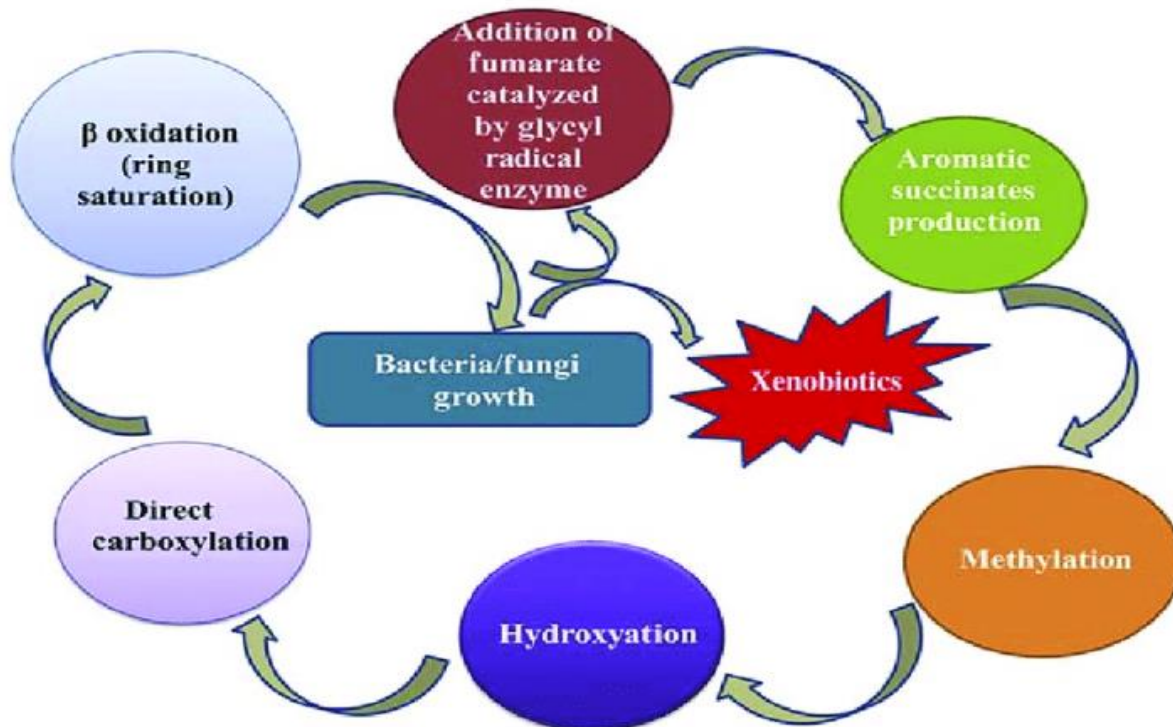 Addition of
fumarate
catalyzed
by glycyl
radical
enzyme
Aromatic
succinates
production
Methylation
Hydroxyation
Direct
carboxylation
β oxidation
(ring
saturation)
Bacteria/fungi
growth
Xenobiotics